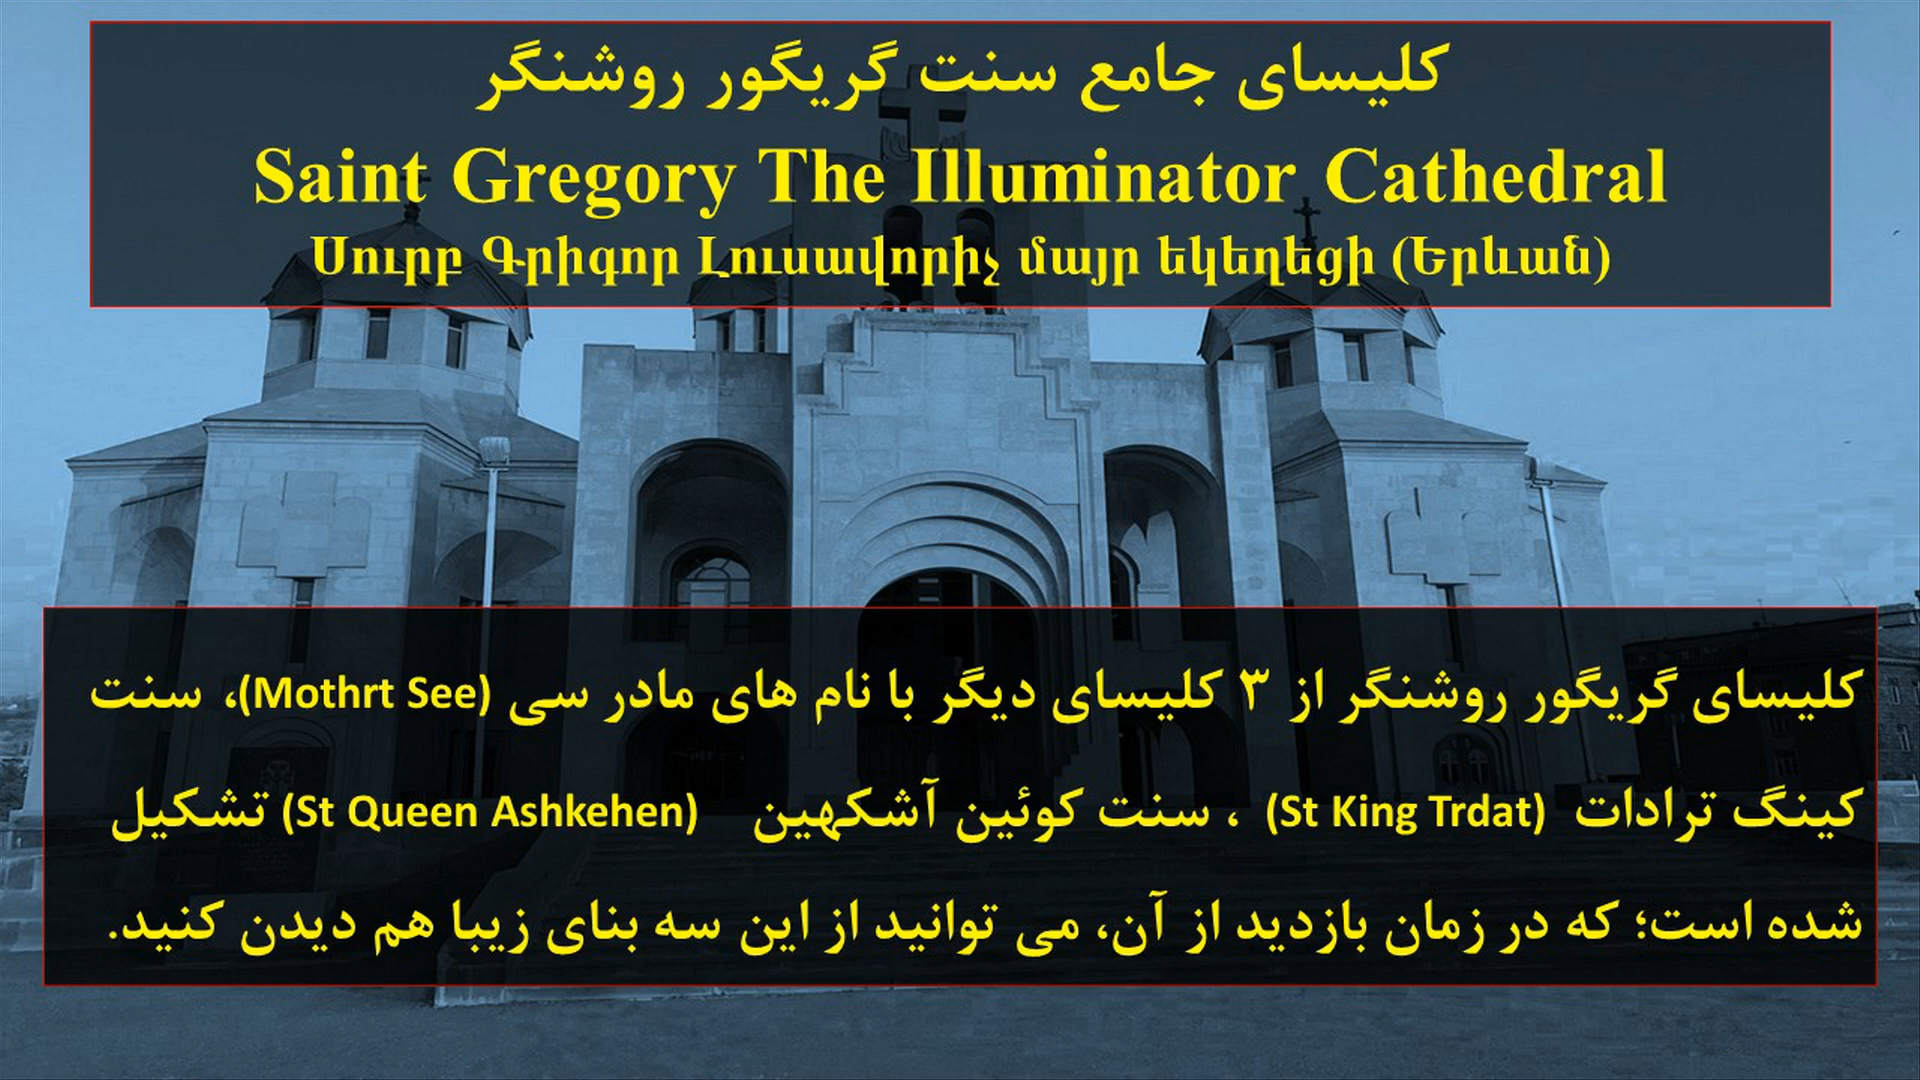 کلیسای جامع سنت گریگور روشنگر
Saint Gregory The Illuminator Cathedral
Սուրբ Գրիգոր Լուսավորիչ մայր եկեղեցի (Երևան)
کلیسای گریگور روشنگر از ۳ کلیسای دیگر با نام های مادر سی (Mothrt See)، سنت
کینگ ترادات (St King Trdat) ، سنت کوئین آشکهین (St Queen Ashkehen) تشکیل
شده است؛ که در زمان بازدید از آن، می توانید از این سه بنای زیبا هم دیدن کنید.